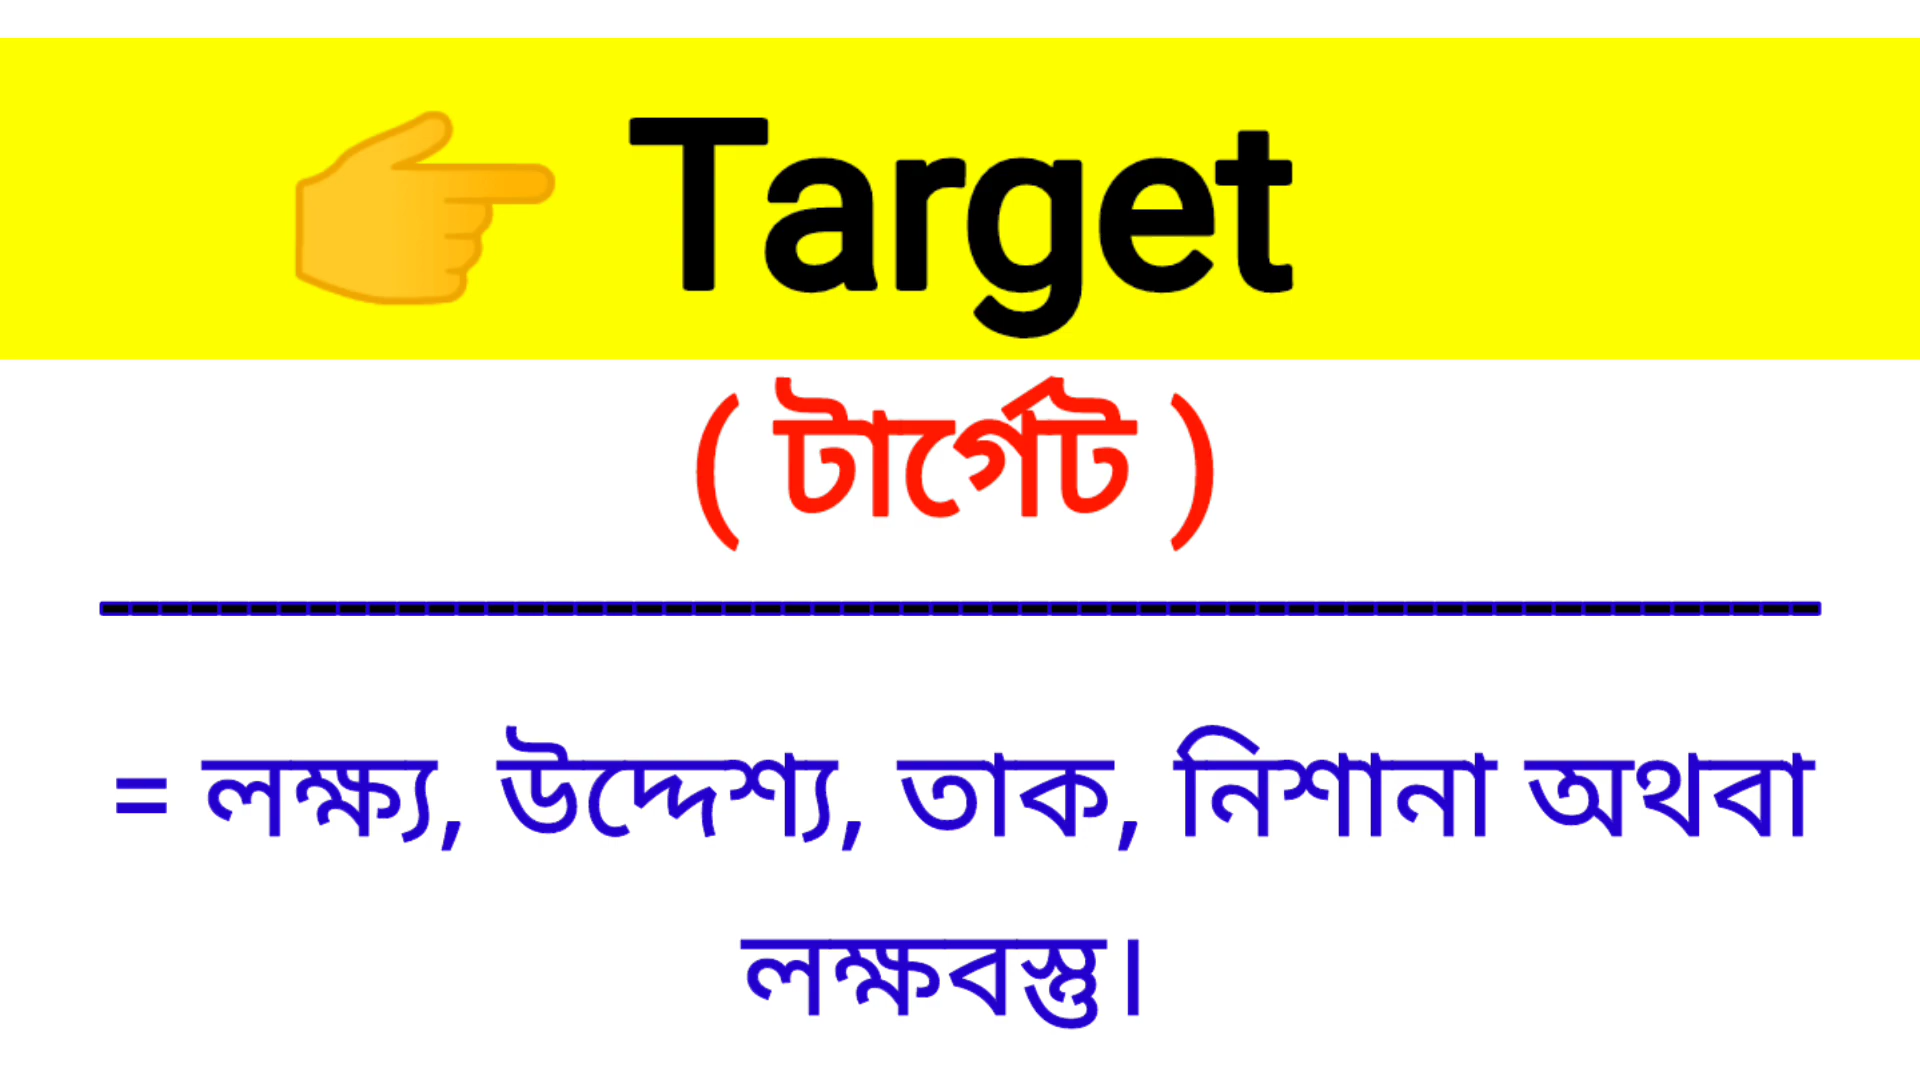 👉 Target
( টার্গেট )
--------------------------------------------------------
= লক্ষ্য, উদ্দেশ্য, তাক, নিশানা অথবা
লক্ষবস্তু।